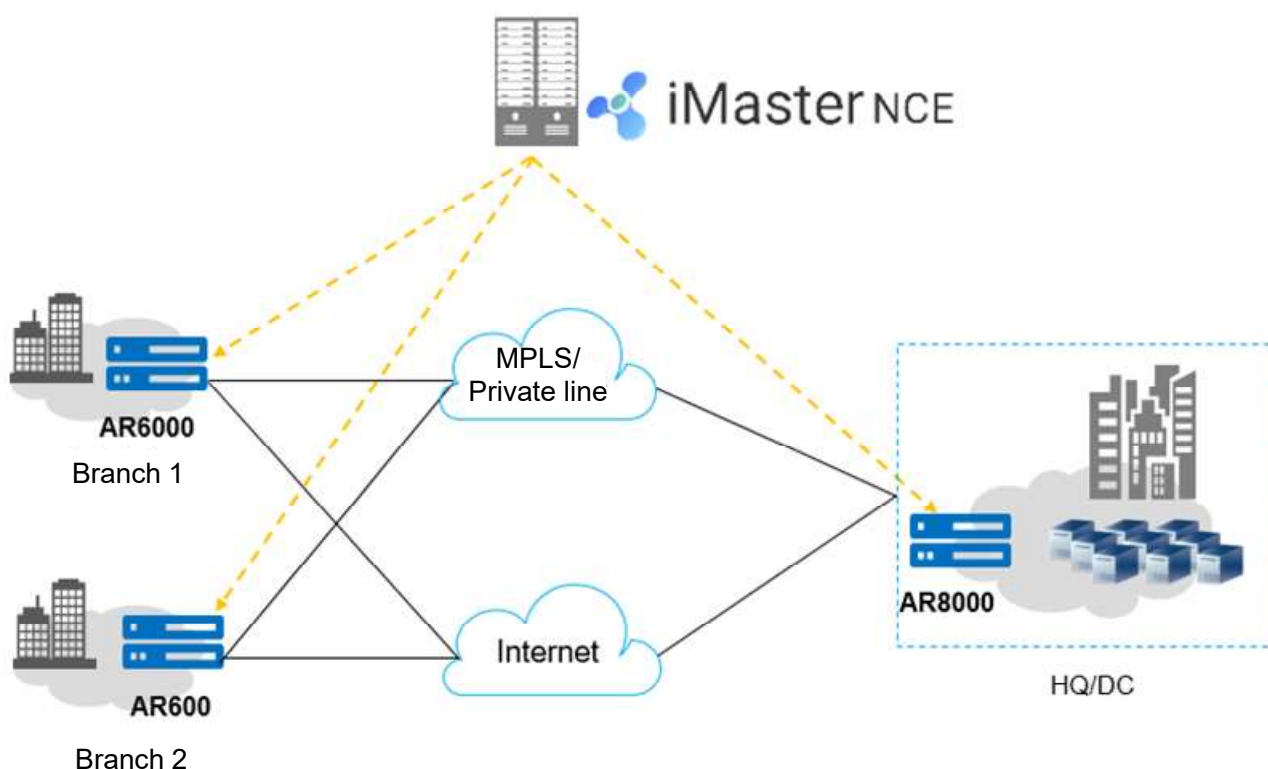 iMaster NCE
MPLS/
Private line
AR6000
Branch 1
AR8000
Internet
HQ/DC
AR600
Branch 2